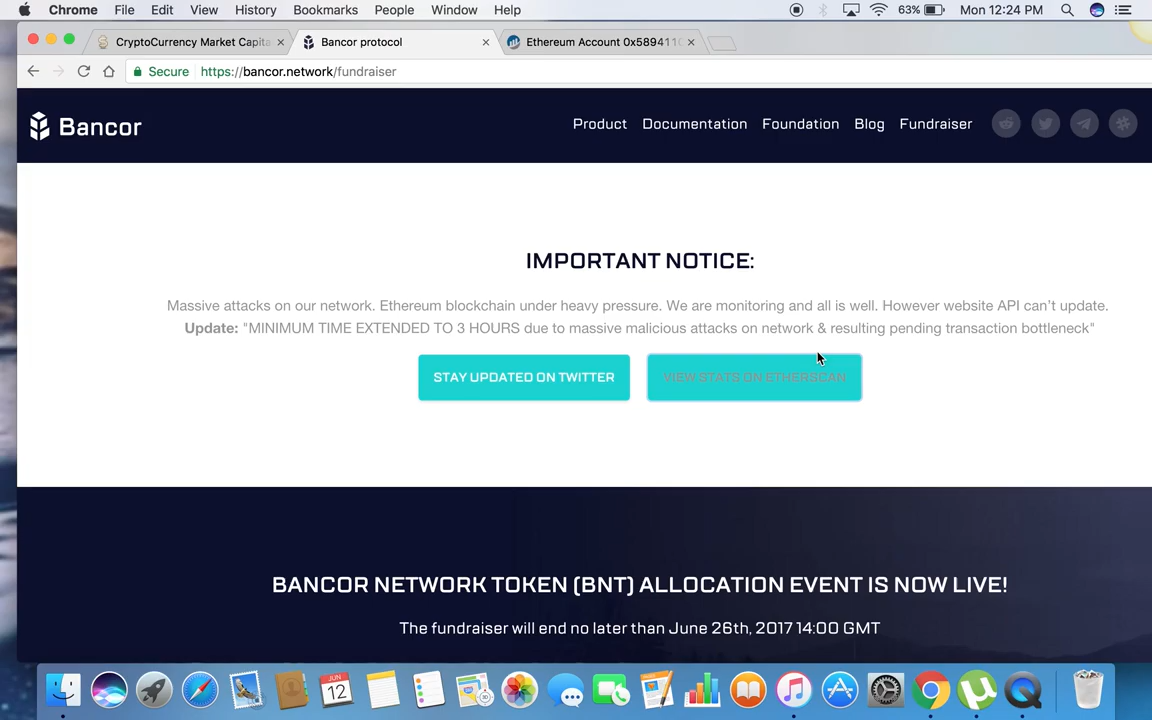 Chrome File Edit View History Bookmarks People Window Help 63% Mon 12:24 PM
CryptoCurrency Market Capita Bancor protocol Ethereum Account 0x589411
Secure https://bancor.network/fundraiser
Bancor Product Documentation Foundation Blog Fundraiser
IMPORTANT NOTICE:
Massive attacks on our network. Ethereum blockchain under heavy pressure. We are monitoring and all is well. However website API can't update.
Update: "MINIMUM TIME EXTENDED TO 3 HOURS due to massive malicious attacks on network & resulting pending transaction bottleneck"
STAY UPDATED ON TWITTER VIEW STATS ON ETHERSCAN
BANCOR NETWORK TOKEN (BNT) ALLOCATION EVENT IS NOW LIVE!
The fundraiser will end no later than June 26th, 2017 14:00 GMT
JUN
12